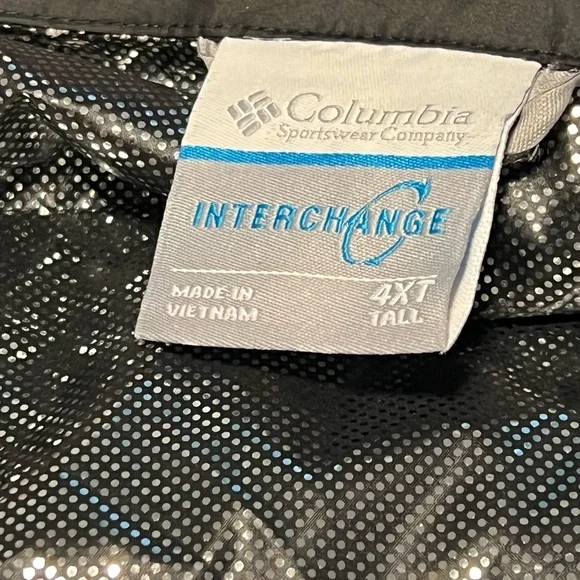 Columbia
Sportswear Company
INTERCHANGE
MADE IN
VIETNAM
4XT
TALL